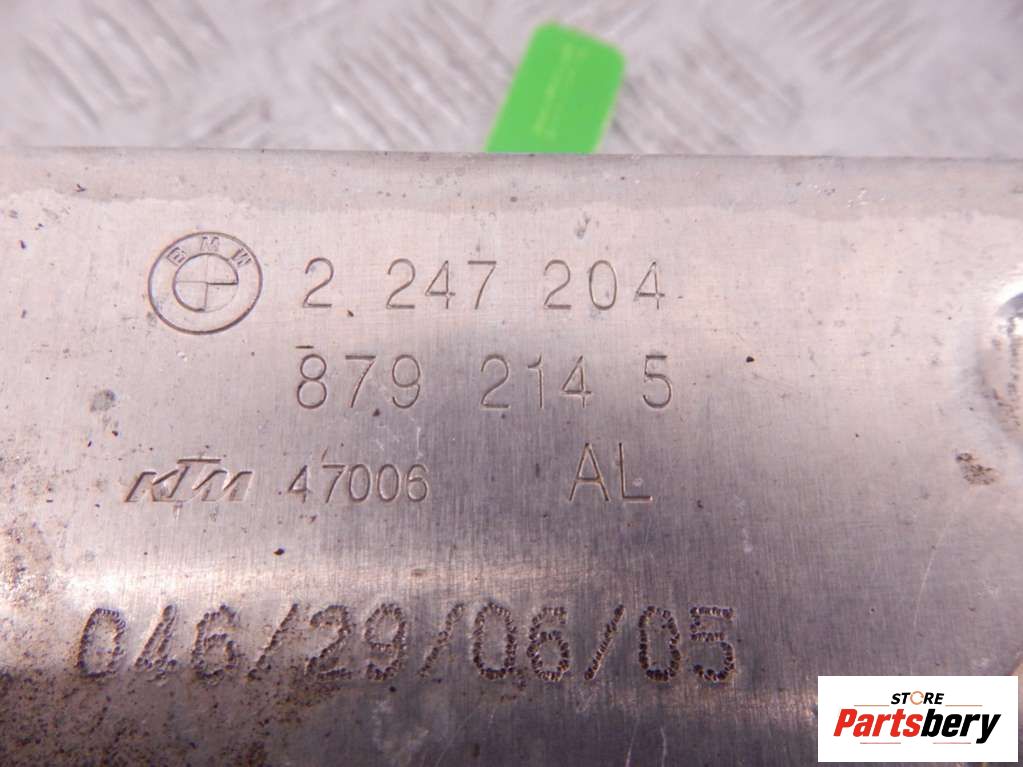 BMW 2 247 204
879 214 5
KTM 47006 AL
046/29/06/05
STORE
Partsbery